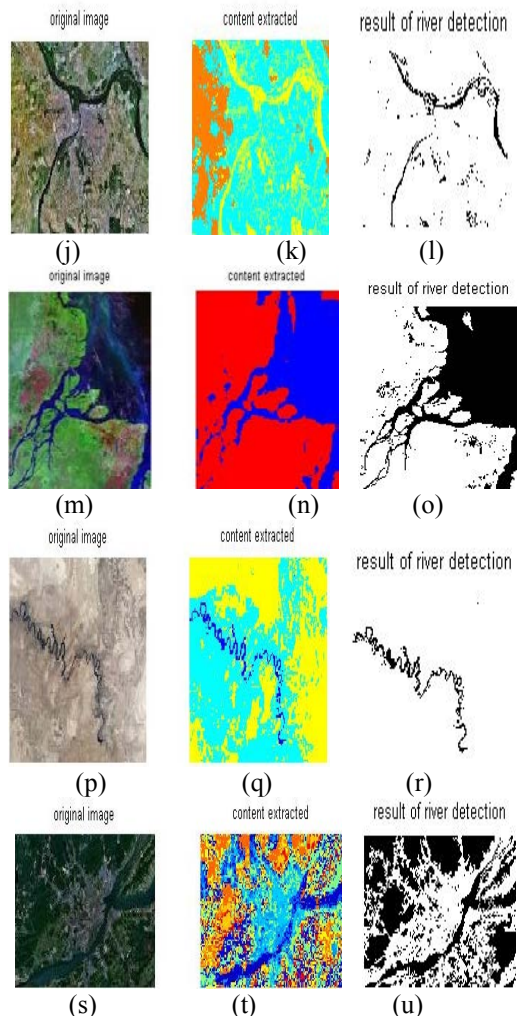 original image content extracted result of river detection
(j) (k) (l)
original image content extracted result of river detection
(m) (n) (o)
original image content extracted result of river detection
(p) (q) (r)
original image content extracted result of river detection
(s) (t) (u)